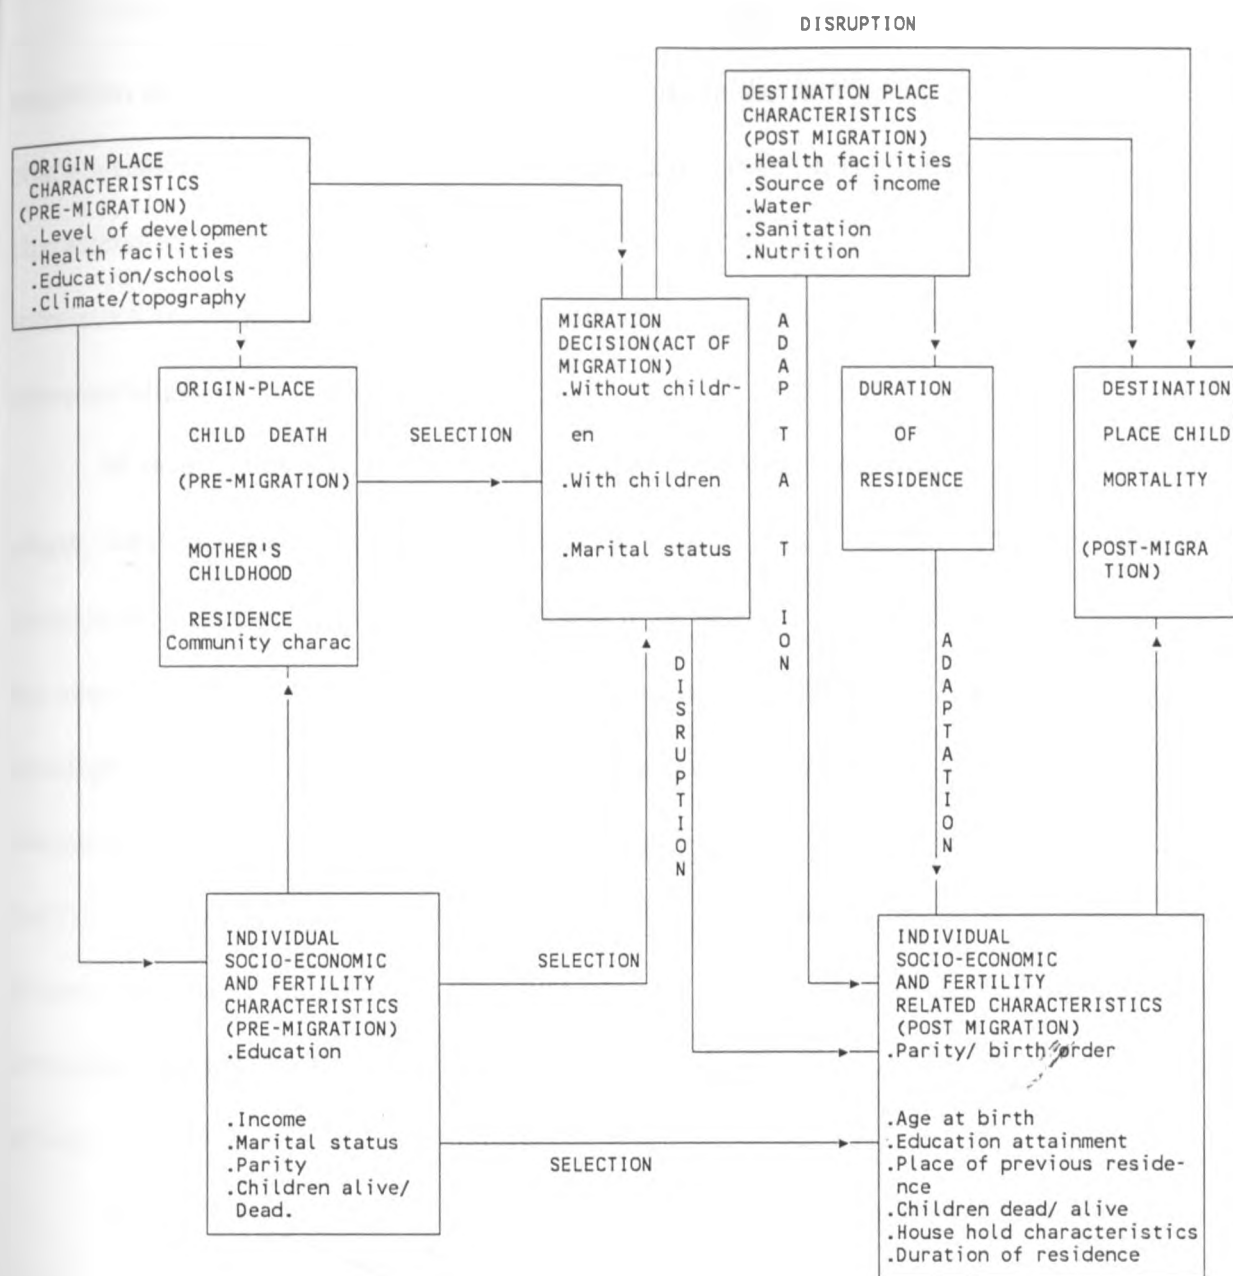 DISRUPTION
ORIGIN PLACE
CHARACTERISTICS
(PRE-MIGRATION)
.Level of development
.Health facilities
.Education/schools
.Climate/topography
DESTINATION PLACE
CHARACTERISTICS
(POST MIGRATION)
.Health facilities
.Source of income
.Water
.Sanitation
.Nutrition
ORIGIN-PLACE
CHILD DEATH
(PRE-MIGRATION)
MOTHER'S
CHILDHOOD
RESIDENCE
Community charac
SELECTION
MIGRATION
DECISION(ACT OF
MIGRATION)
.Without childr-
en
.With children
.Marital status
ADAPTATION
DURATION
OF
RESIDENCE
DESTINATION
PLACE CHILD
MORTALITY
(POST-MIGRA
TION)
DISRUPTION
ADAPTATION
INDIVIDUAL
SOCIO-ECONOMIC
AND FERTILITY
CHARACTERISTICS
(PRE-MIGRATION)
.Education
.Income
.Marital status
.Parity
.Children alive/
Dead.
SELECTION
SELECTION
INDIVIDUAL
SOCIO-ECONOMIC
AND FERTILITY
RELATED CHARACTERISTICS
(POST MIGRATION)
.Parity/ birth order
.Age at birth
.Education attainment
.Place of previous reside-
nce
.Children dead/ alive
.House hold characteristics
.Duration of residence